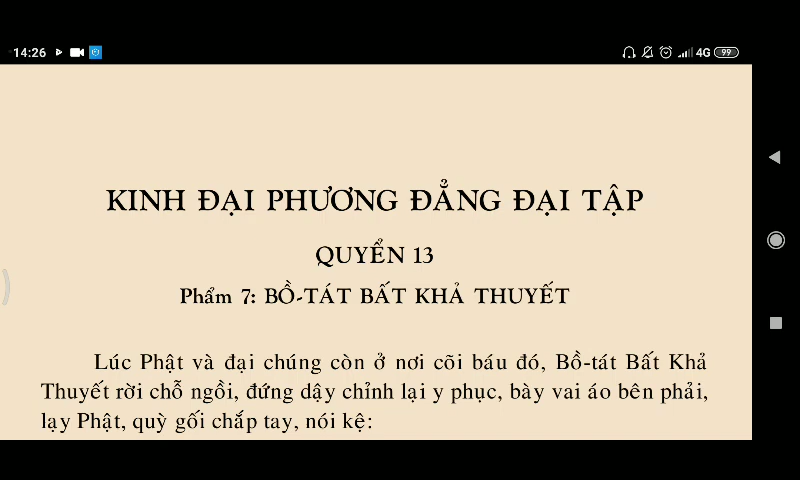 14:26 4G 99
KINH ĐẠI PHƯƠNG ĐẲNG ĐẠI TẬP
QUYỂN 13
Phẩm 7: BỒ-TÁT BẤT KHẢ THUYẾT
Lúc Phật và đại chúng còn ở nơi cõi báu đó, Bồ-tát Bất Khả
Thuyết rời chỗ ngồi, đứng dậy chỉnh lại y phục, bày vai áo bên phải,
lạy Phật, quỳ gối chắp tay, nói kệ: